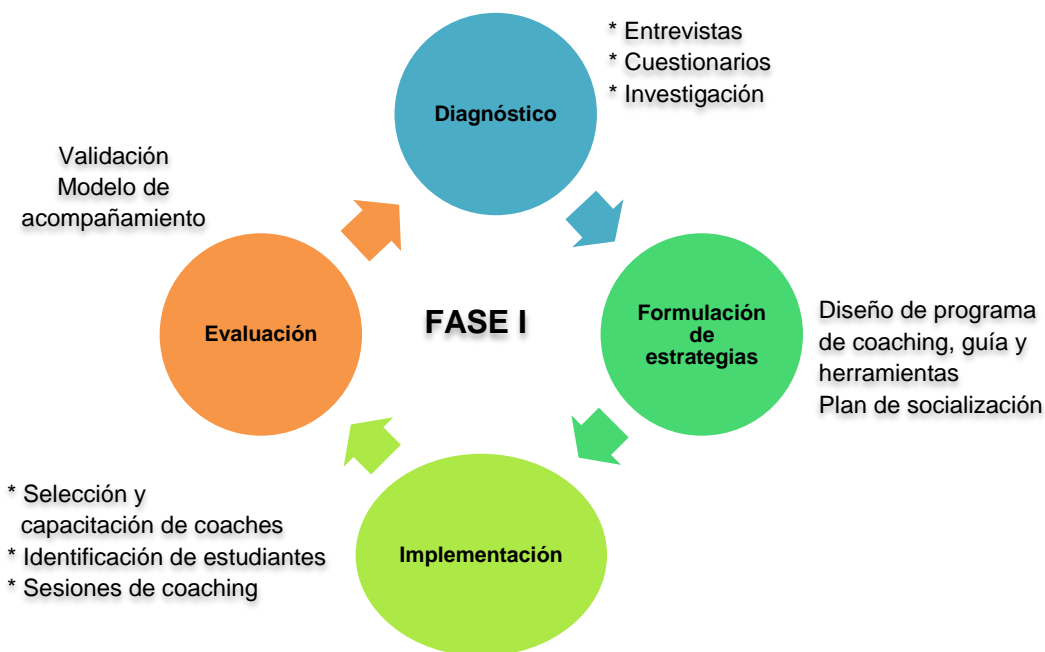 Diagnóstico
* Entrevistas
* Cuestionarios
* Investigación
Validación
Modelo de
acompañamiento
Evaluación
FASE I
Formulación
de
estrategias
Diseño de programa
de coaching, guía y
herramientas
Plan de socialización
* Selección y
capacitación de coaches
* Identificación de estudiantes
* Sesiones de coaching
Implementación